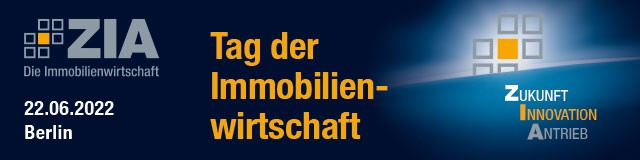 ZIA
Die Immobilienwirtschaft
22.06.2022
Berlin
Tag der
Immobilien-
wirtschaft
ZUKUNFT
INNOVATION
ANTRIEB